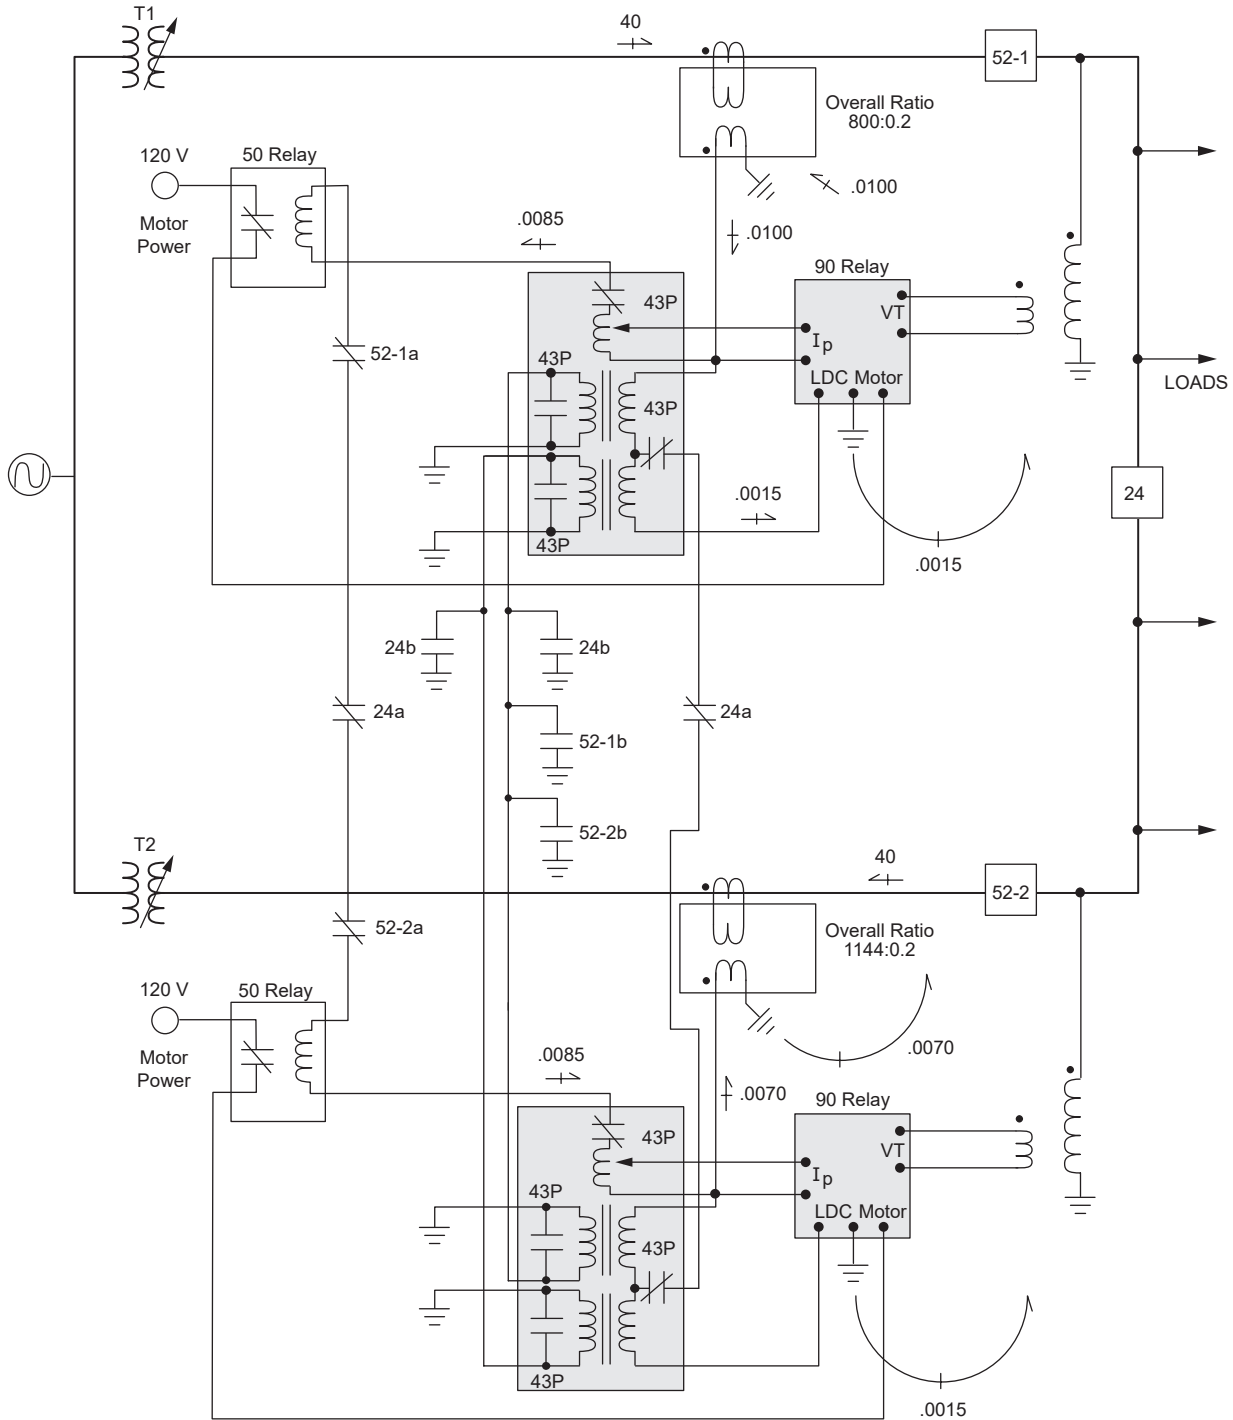 T1
40
52-1
Overall Ratio
800:0.2
120 V
50 Relay
.0100
Motor
Power
.0085
.0100
90 Relay
43P
VT
Ip
52-1a
43P
LDC Motor
LOADS
43P
24
.0015
43P
.0015
24b
24b
24a
24a
52-1b
52-2b
T2
40
52-2
52-2a
Overall Ratio
1144:0.2
120 V
50 Relay
.0070
Motor
Power
.0085
.0070
90 Relay
43P
VT
Ip
43P
LDC Motor
43P
43P
.0015